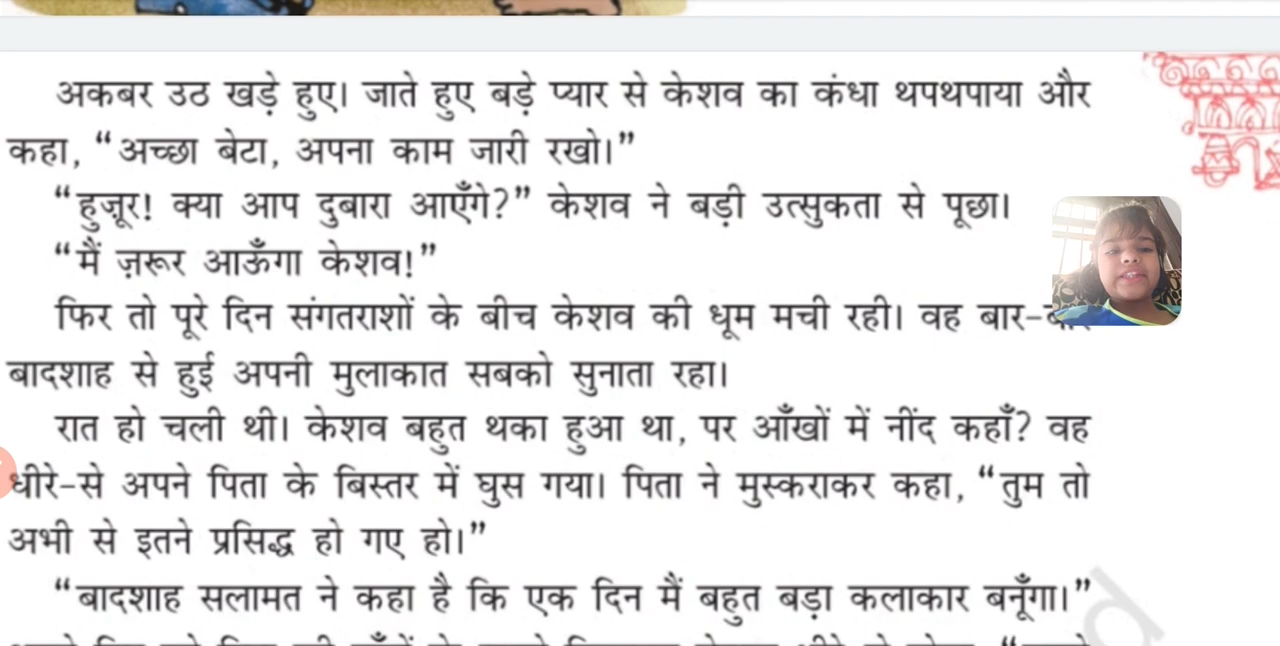 अकबर उठ खड़े हुए। जाते हुए बड़े प्यार से केशव का कंधा थपथपाया और
कहा, “अच्छा बेटा, अपना काम जारी रखो।”
“हुज़ूर! क्या आप दुबारा आएँगे?” केशव ने बड़ी उत्सुकता से पूछा।
“मैं ज़रूर आऊँगा केशव!”
फिर तो पूरे दिन संगतराशों के बीच केशव की धूम मची रही। वह बार-
बादशाह से हुई अपनी मुलाकात सबको सुनाता रहा।
रात हो चली थी। केशव बहुत थका हुआ था, पर आँखों में नींद कहाँ? वह
धीरे-से अपने पिता के बिस्तर में घुस गया। पिता ने मुस्कराकर कहा, “तुम तो
अभी से इतने प्रसिद्ध हो गए हो।”
“बादशाह सलामत ने कहा है कि एक दिन मैं बहुत बड़ा कलाकार बनूँगा।”